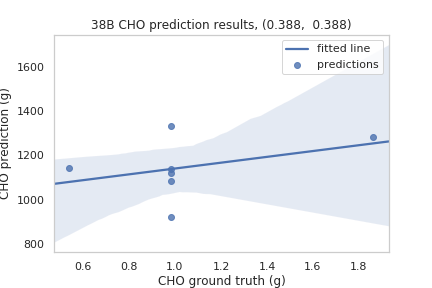 38B CHO prediction results, (0.388, 0.388)
fitted line
predictions
CHO prediction (g)
1600
1400
1200
1000
800
0.6 0.8 1.0 1.2 1.4 1.6 1.8
CHO ground truth (g)